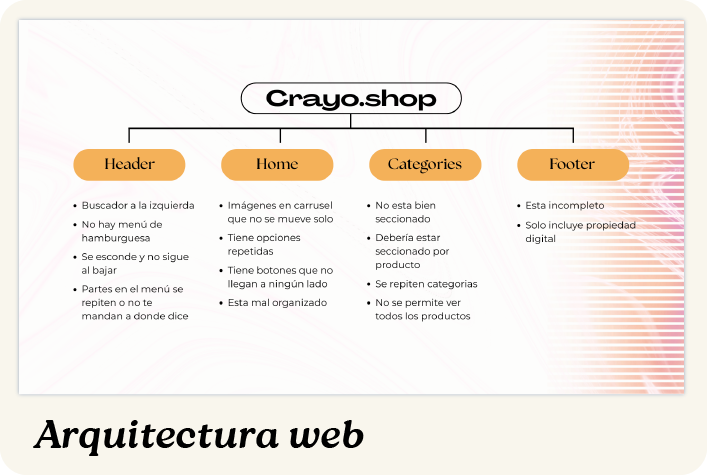 Crayo.shop
Header
Home
Categories
Footer
• Buscador a la izquierda
• No hay menú de
hamburguesa
• Se esconde y no sigue
al bajar
• Partes en el menú se
repiten o no te
mandan a donde dice
• Imágenes en carrusel
que no se mueve solo
• Tiene opciones
repetidas
• Tiene botones que no
llegan a ningún lado
• Esta mal organizado
• No esta bien
seccionado
• Debería estar
seccionado por
producto
• Se repiten categorias
• No se permite ver
todos los productos
• Esta incompleto
• Solo incluye propiedad
digital
Arquitectura web